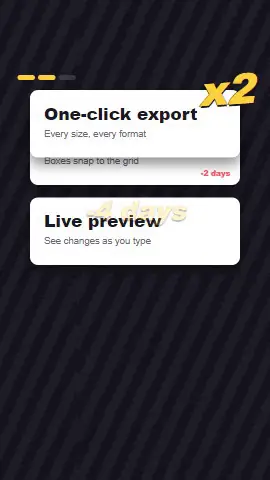 x2
One-click export
Every size, every format
Boxes snap to the grid
-2 days
-4 days
Live preview
See changes as you type